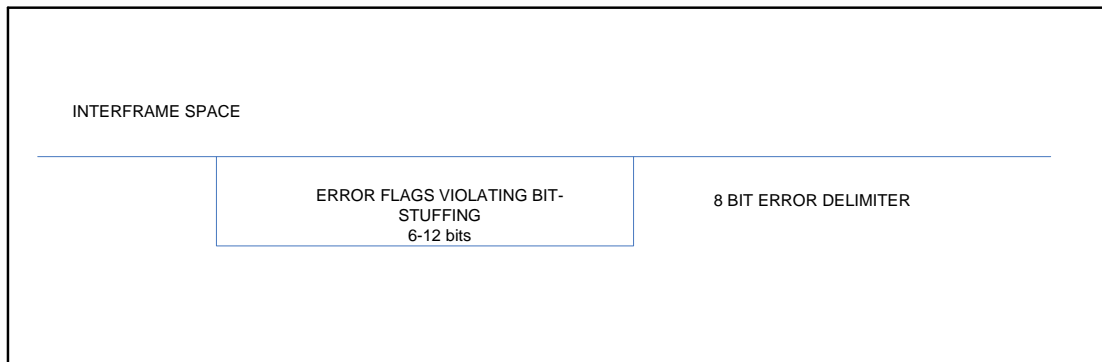 INTERFRAME SPACE
ERROR FLAGS VIOLATING BIT-
STUFFING
6-12 bits
8 BIT ERROR DELIMITER